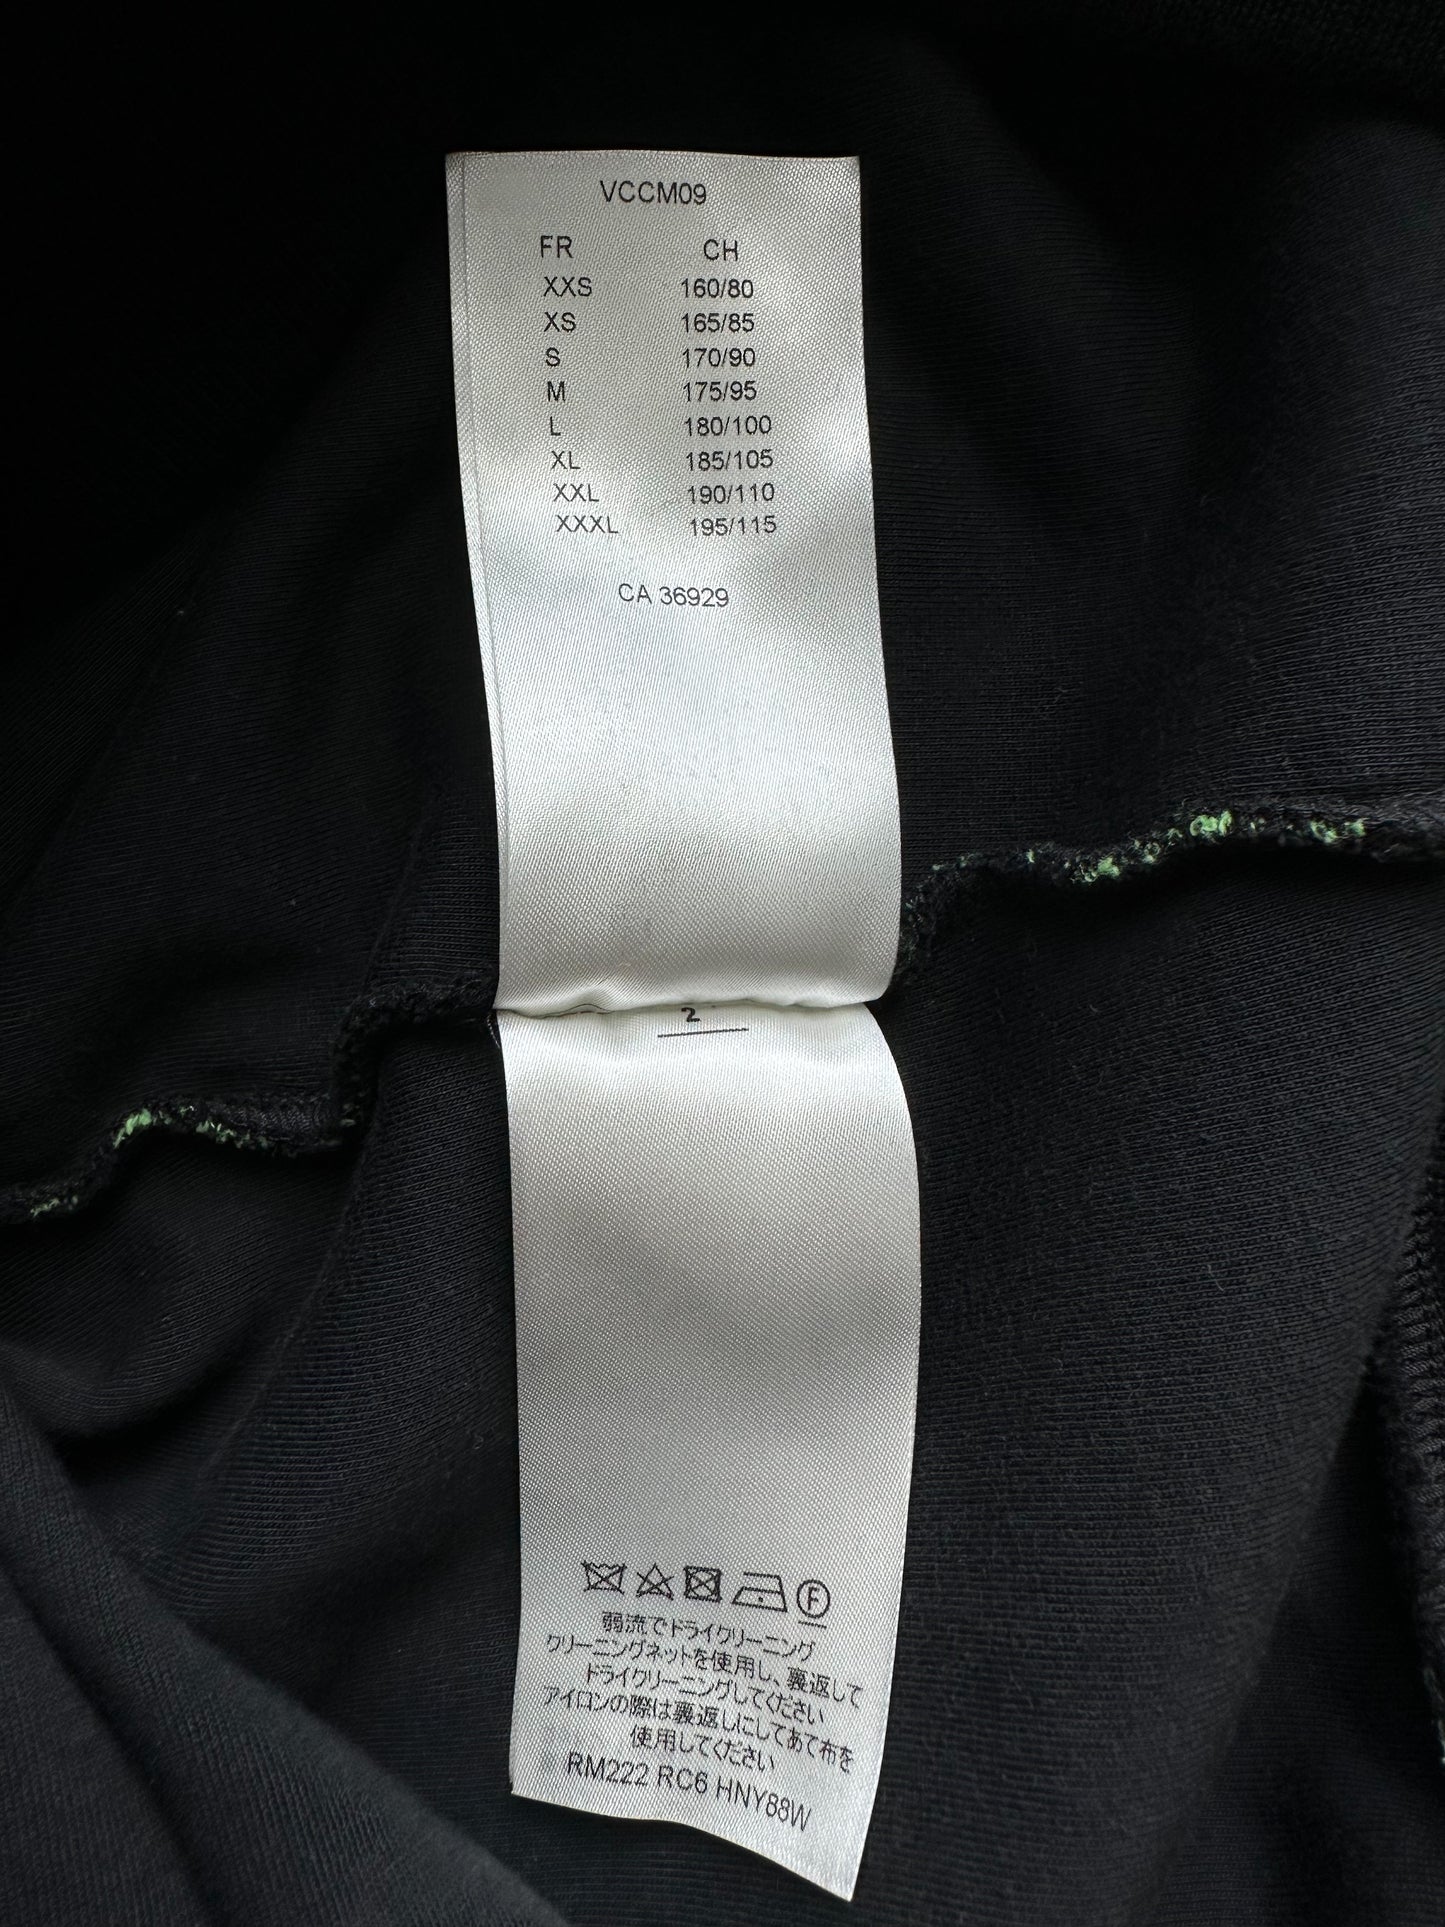 VCCM09
FR CH
XXS 160/80
XS 165/85
S 170/90
M 175/95
L 180/100
XL 185/105
XXL 190/110
XXXL 195/115
CA 36929
2
F
弱流でドライクリーニング
クリーニングネットを使用し、裏返して
ドライクリーニングしてください
アイロンの際は裏返しにしてあて布を
使用してください
RM222 RC6 HNY88W